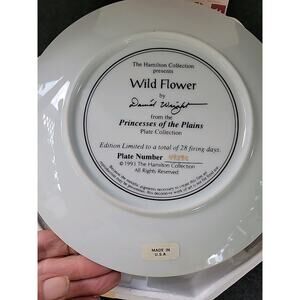 The Hamilton Collection
presents
Wild Flower
by
David Wright
from the
Princesses of the Plains
Plate Collection
Edition Limited to a total of 28 firing days.
Plate Number
©1993 The Hamilton Collection
All Rights Reserved
MADE IN
U.S.A.